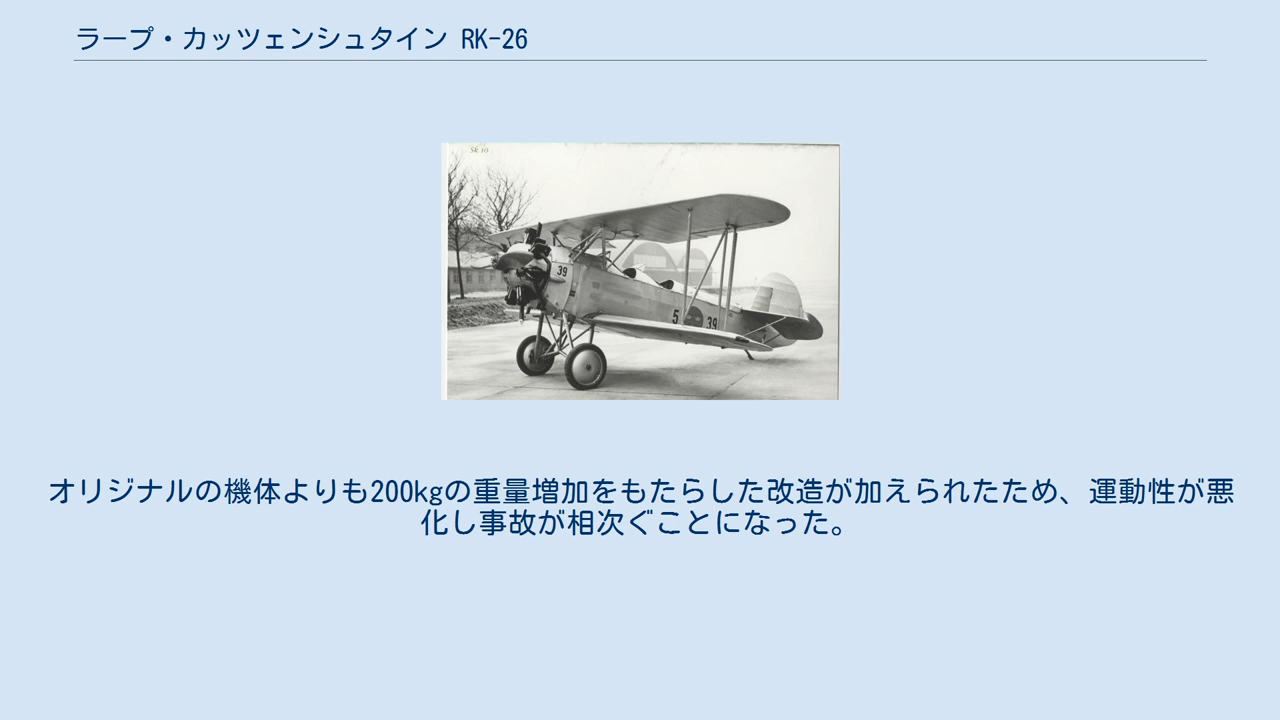 ラープ・カッツェンシュタイン RK-26
Sk 10
39
5 39
オリジナルの機体よりも200kgの重量増加をもたらした改造が加えられたため、運動性が悪
化し事故が相次ぐことになった。